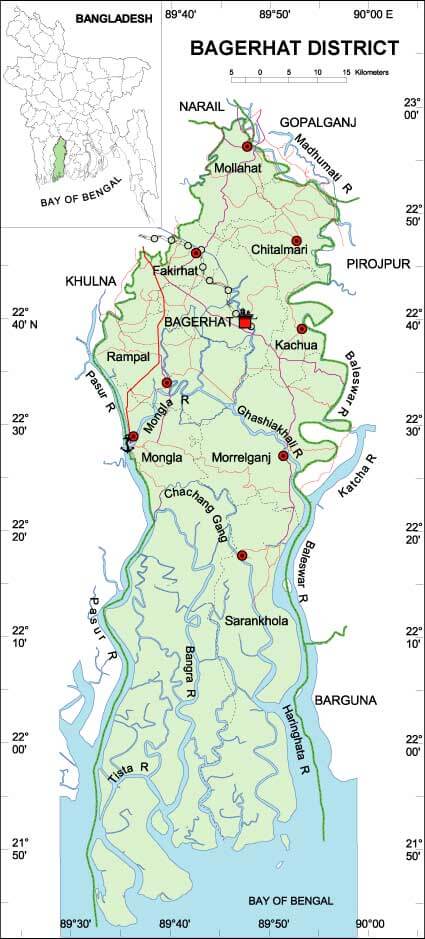 BANGLADESH
BAY OF BENGAL
89°40'
89°50'
90°00 E
BAGERHAT DISTRICT
5 0 5 10 15 Kilometers
NARAIL
GOPALGANJ
23°
00'
Madhumati R
Mollahat
22°
50'
Chitalmari
PIROJPUR
Fakirhat
KHULNA
22°
40' N
22°
40'
BAGERHAT
Kachua
Rampal
Baleswar R
Pasur R
Mongla R
Ghashiakhali R
22°
30'
22°
30'
Mongla
Morrelganj
Katcha R
Chachang Gang
22°
20'
22°
20'
Baleswar R
Pasur R
Sarankhola
22°
10'
22°
10'
Bangra R
BARGUNA
Haringhata R
22°
00'
22°
00'
Tista R
21°
50'
21°
50'
BAY OF BENGAL
89°30'
89°40'
89°50'
90°00'